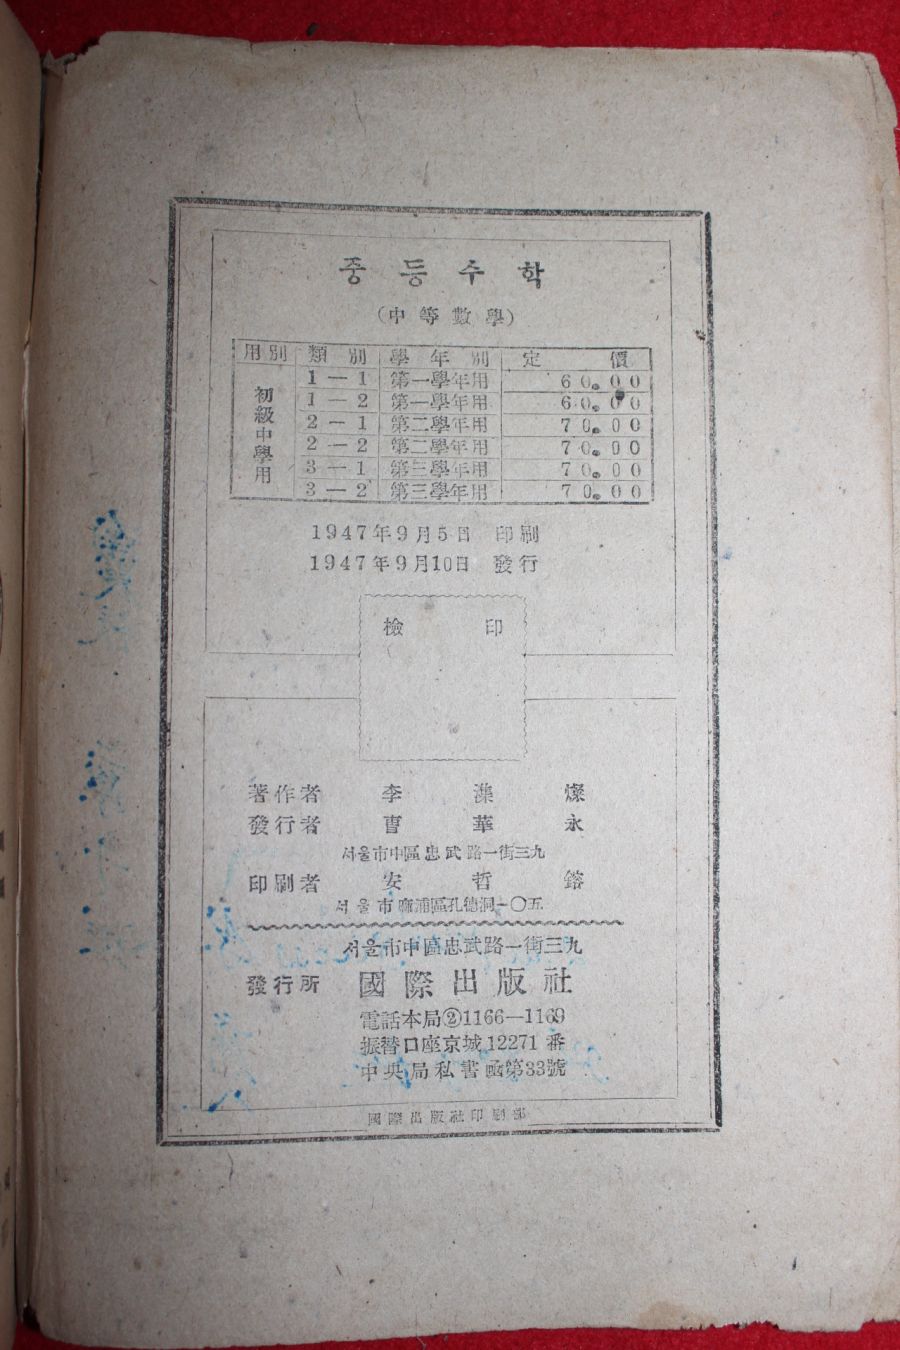 중등수학
(中等數學)
用別 類別 學年別 定價
初級中學用
1—1 第一學年用 60.00
1—2 第一學年用 60.00
2—1 第二學年用 70.00
2—2 第二學年用 70.00
3—1 第三學年用 70.00
3—2 第三學年用 70.00
1947年9月5日 印刷
1947年9月10日 發行
檢印
著作者 李 燦
發行者 曹華永
서울市中區忠武路一街三九
印刷者 安哲鎔
서울市麻浦區孔德洞一〇五
서울市中區忠武路一街三九
發行所 國際出版社
電話本局②1166—1169
振替口座京城12271番
中央局私書函第33號
國際出版社印刷部